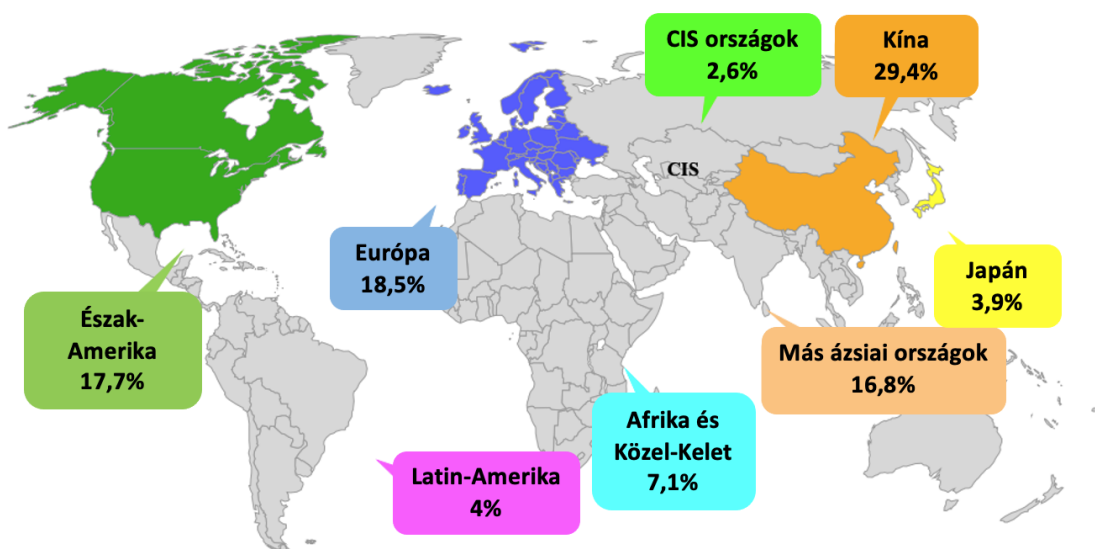 CIS országok
2,6%
Kína
29,4%
CIS
Európa
18,5%
Japán
3,9%
Észak-
Amerika
17,7%
Más ázsiai országok
16,8%
Afrika és
Közel-Kelet
7,1%
Latin-Amerika
4%